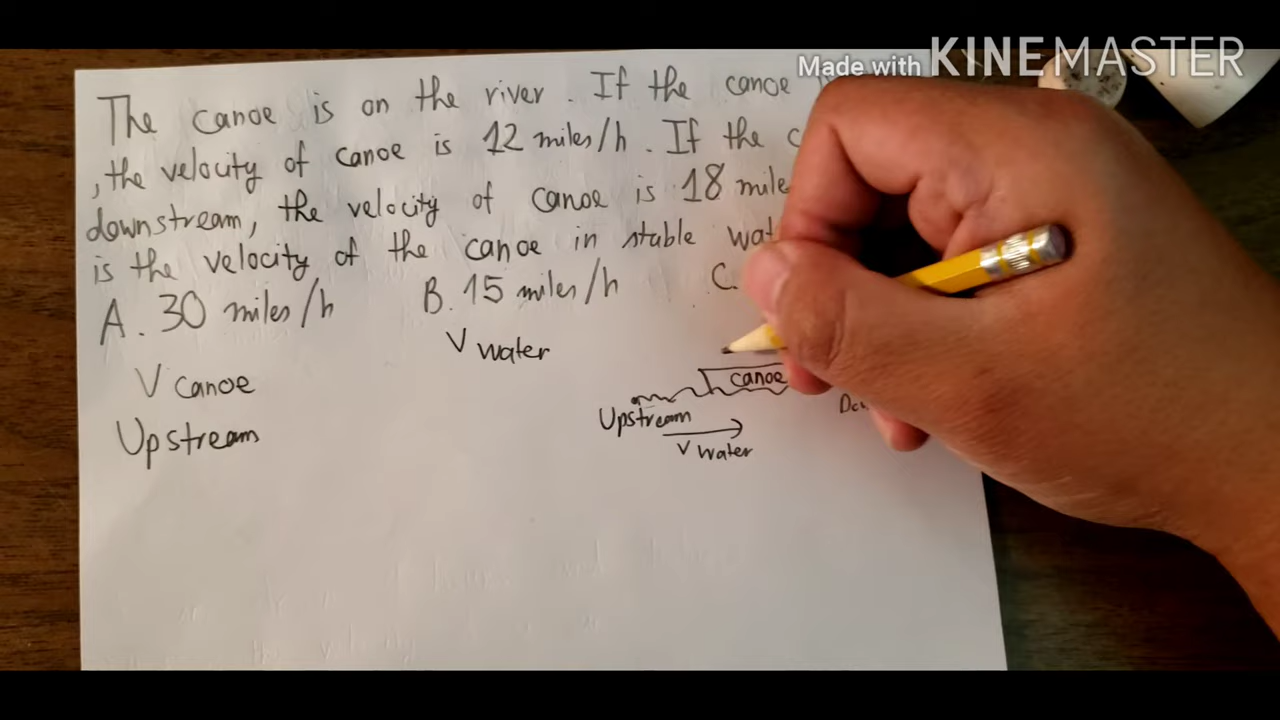 Made with KINEMASTER
The canoe is on the river. If the canoe
, the velocity of canoe is 12 miles/h. If the
downstream, the velocity of canoe is 18
is the velocity of the canoe in stable
A. 30 miles/h B. 15 miles/h C.
V water
V canoe
canoe
Upstream
Upstream
V water